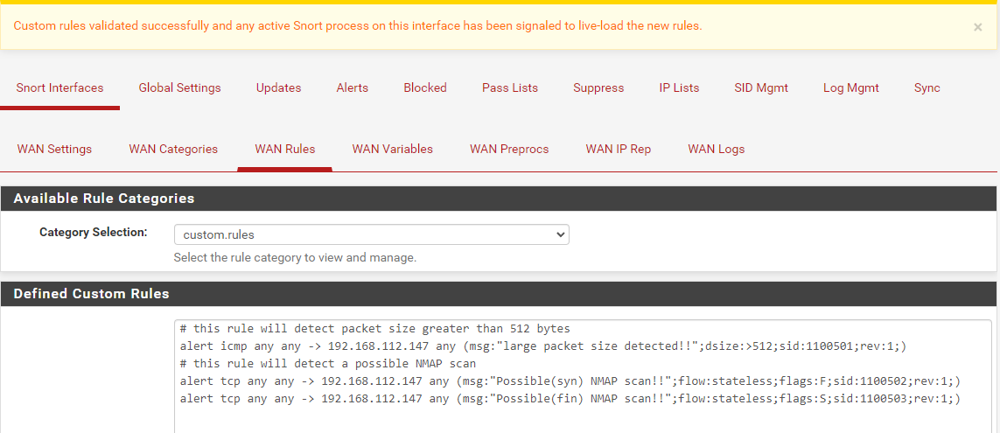 Custom rules validated successfully and any active Snort process on this interface has been signaled to live-load the new rules. ×
Snort Interfaces Global Settings Updates Alerts Blocked Pass Lists Suppress IP Lists SID Mgmt Log Mgmt Sync
WAN Settings WAN Categories WAN Rules WAN Variables WAN Preprocs WAN IP Rep WAN Logs
Available Rule Categories
Category Selection: custom.rules
Select the rule category to view and manage.
Defined Custom Rules
# this rule will detect packet size greater than 512 bytes
alert icmp any any -> 192.168.112.147 any (msg:"large packet size detected!!";dsize:>512;sid:1100501;rev:1;)
# this rule will detect a possible NMAP scan
alert tcp any any -> 192.168.112.147 any (msg:"Possible(syn) NMAP scan!!";flow:stateless;flags:F;sid:1100502;rev:1;)
alert tcp any any -> 192.168.112.147 any (msg:"Possible(fin) NMAP scan!!";flow:stateless;flags:S;sid:1100503;rev:1;)